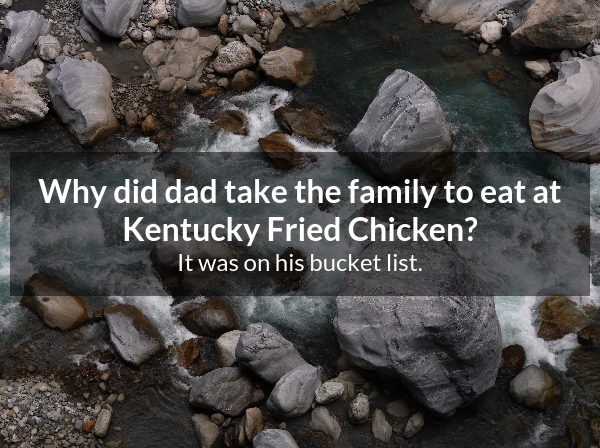 Why did dad take the family to eat at
Kentucky Fried Chicken?
It was on his bucket list.